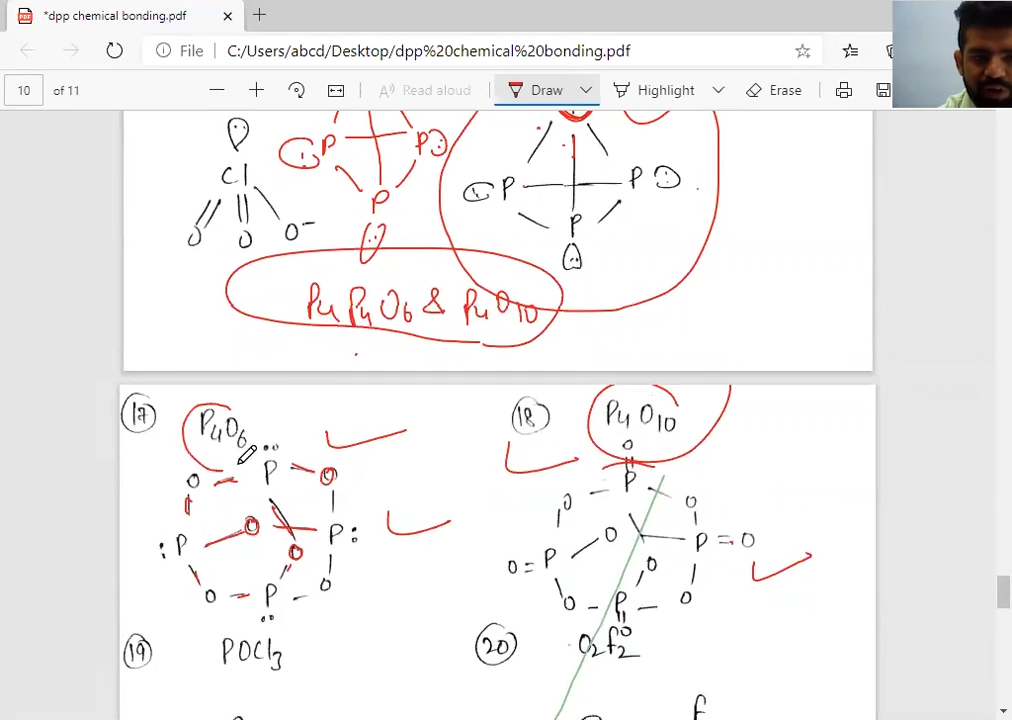 *dpp chemical bonding.pdf
File C:/Users/abcd/Desktop/dpp%20chemical%20bonding.pdf
10 of 11 Read aloud Draw Highlight Erase
Cl P P
O O O⁻ P
P P
P
P₄ P₄O₆ & P₄O₁₀
17 P₄O₆
P
O O
P O P
O
O P O
18 P₄O₁₀
O
P
O O
O = P O P = O
O
O P O
19 POCl₃
20 O₂f₂
O
f